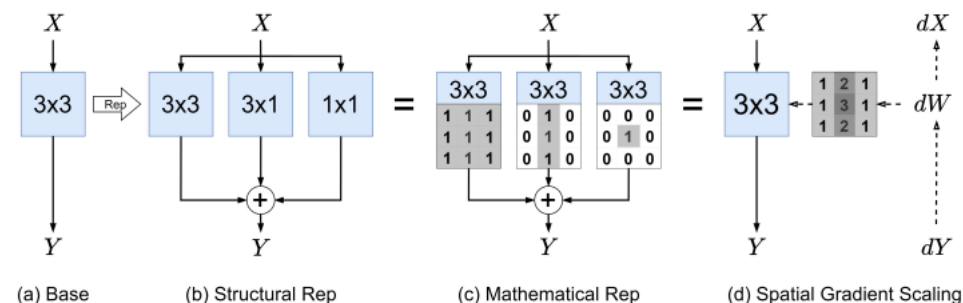 X X X X dX
3x3 Rep 3x3 3x1 1x1 = 3x3 3x3 3x3 = 3x3 1 2 1 dW
1 1 1 0 1 0 0 0 0 1 3 1
1 1 1 0 1 0 0 1 0 1 2 1
1 1 1 0 1 0 0 0 0
+ +
Y Y Y Y dY
(a) Base (b) Structural Rep (c) Mathematical Rep (d) Spatial Gradient Scaling